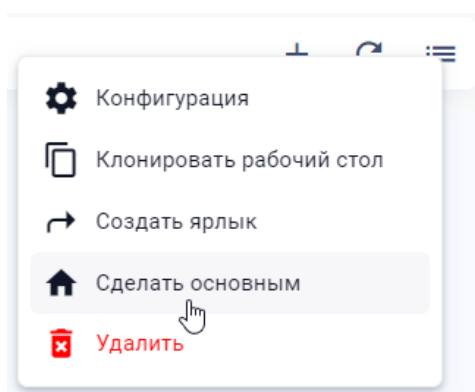 Конфигурация
Клонировать рабочий стол
Создать ярлык
Сделать основным
Удалить